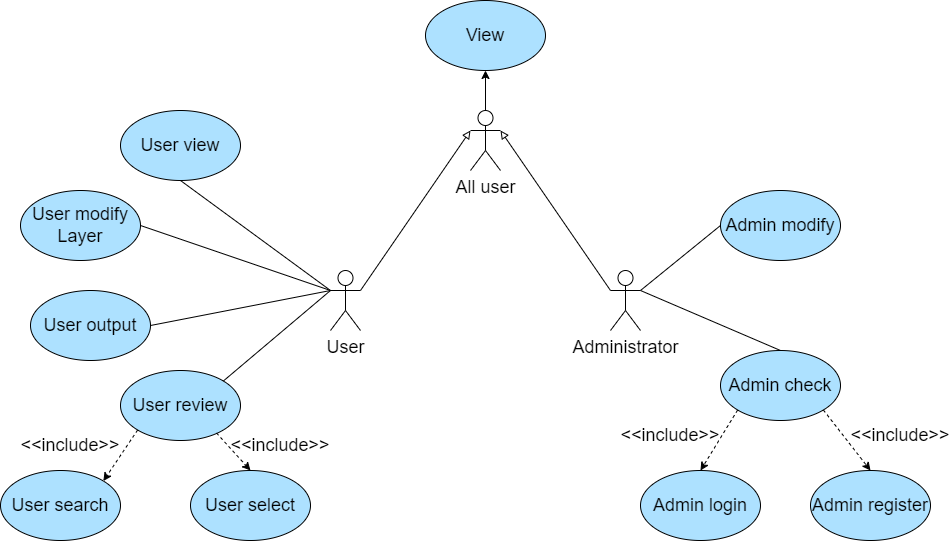 View
User view
All user
User modify
Layer
Admin modify
User output
User
Administrator
User review
Admin check
<<include>>
<<include>>
<<include>>
<<include>>
User search
User select
Admin login
Admin register